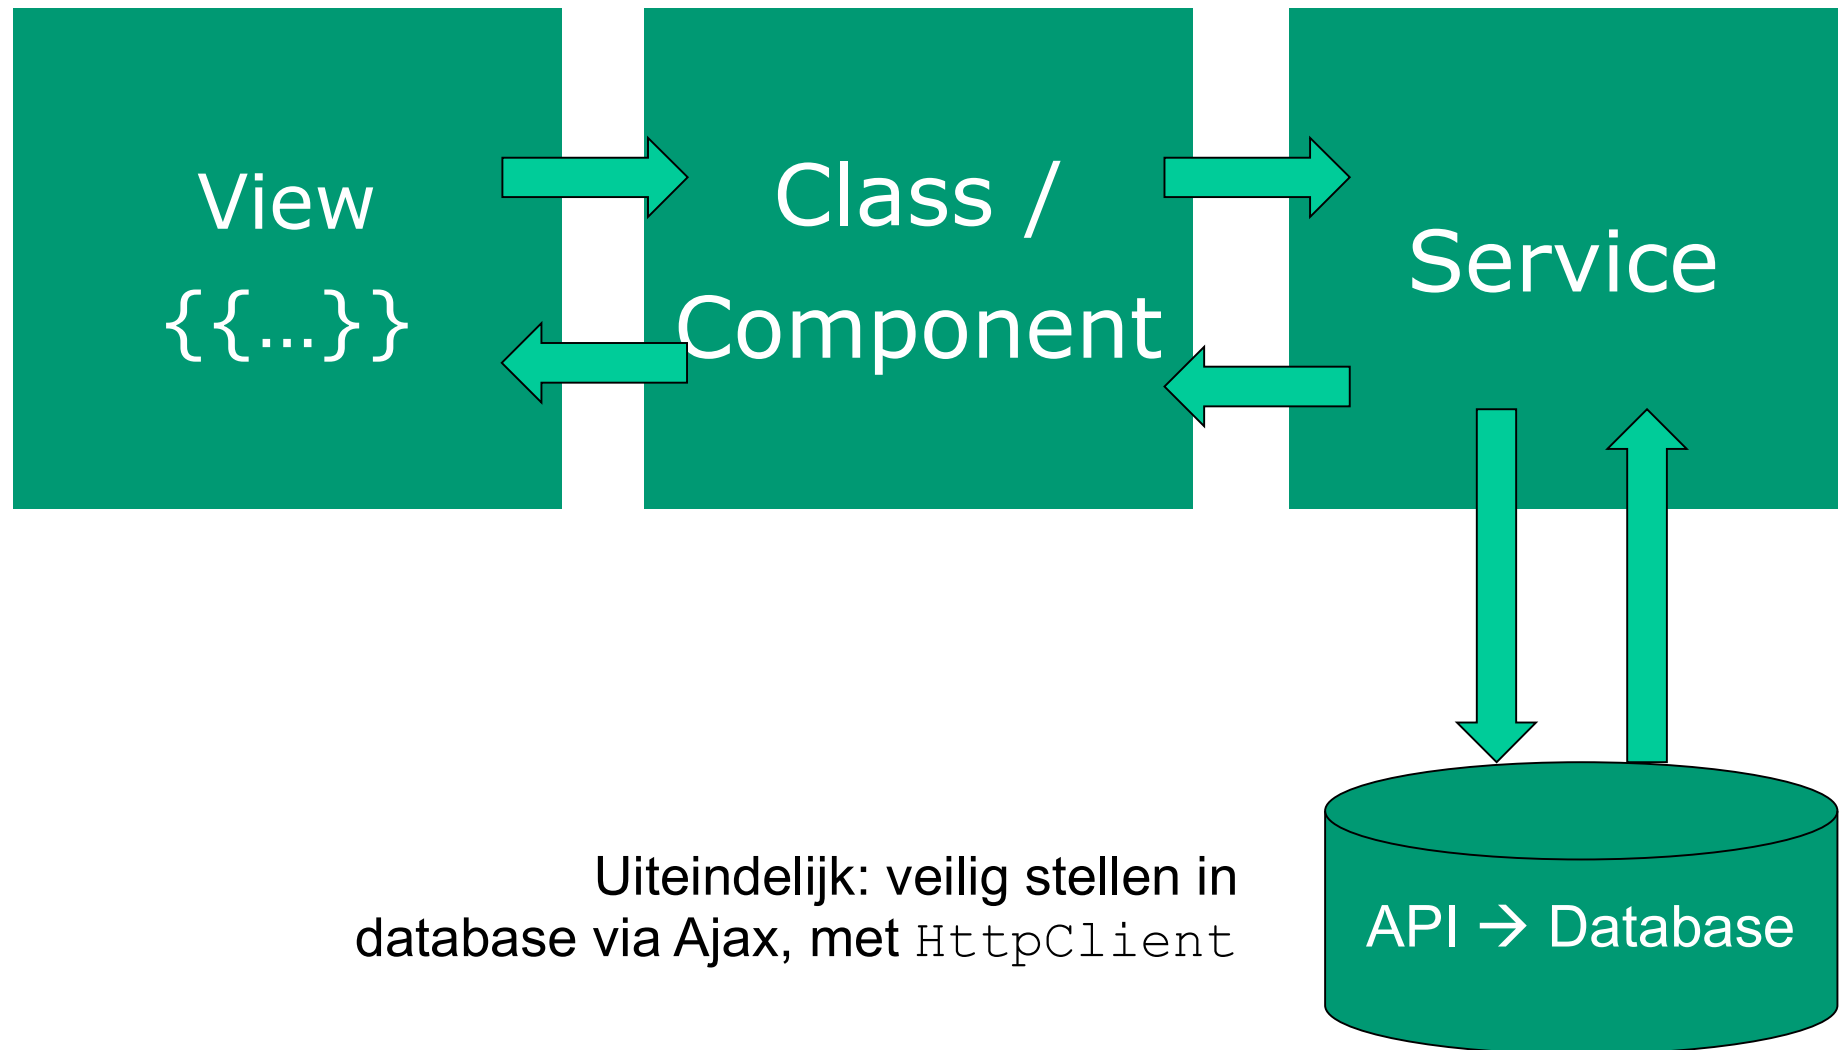 View
{{…}}
Class /
Component
Service
Uiteindelijk: veilig stellen in
database via Ajax, met HttpClient
API → Database